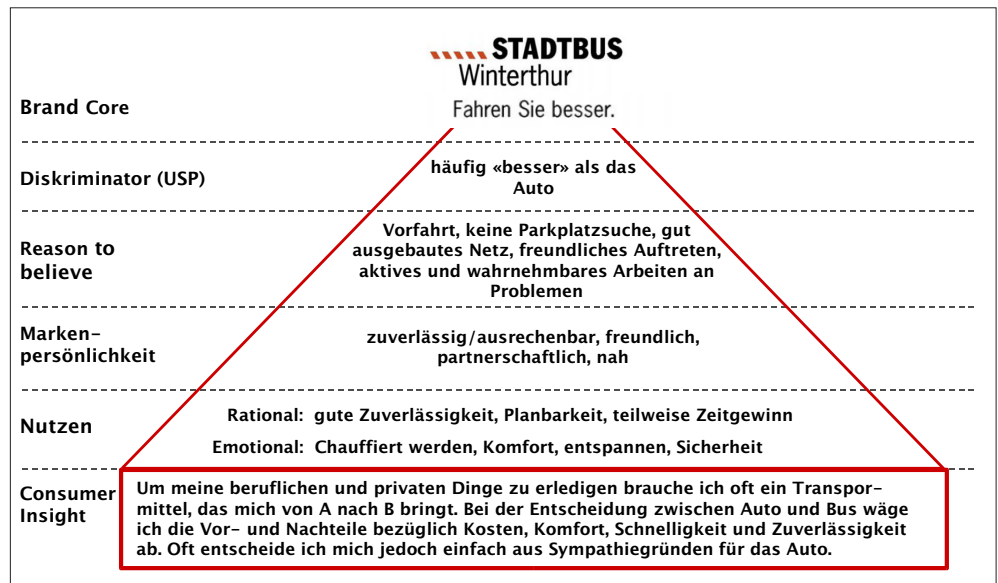 STADTBUS
Winterthur
Brand Core
Fahren Sie besser.
Diskriminator (USP)
häufig «besser» als das
Auto
Reason to
believe
Vorfahrt, keine Parkplatzsuche, gut
ausgebautes Netz, freundliches Auftreten,
aktives und wahrnehmbares Arbeiten an
Problemen
Marken-
persönlichkeit
zuverlässig/ausrechenbar, freundlich,
partnerschaftlich, nah
Nutzen
Rational: gute Zuverlässigkeit, Planbarkeit, teilweise Zeitgewinn
Emotional: Chauffiert werden, Komfort, entspannen, Sicherheit
Consumer
Insight
Um meine beruflichen und privaten Dinge zu erledigen brauche ich oft ein Transpor-
mittel, das mich von A nach B bringt. Bei der Entscheidung zwischen Auto und Bus wäge
ich die Vor- und Nachteile bezüglich Kosten, Komfort, Schnelligkeit und Zuverlässigkeit
ab. Oft entscheide ich mich jedoch einfach aus Sympathiegründen für das Auto.